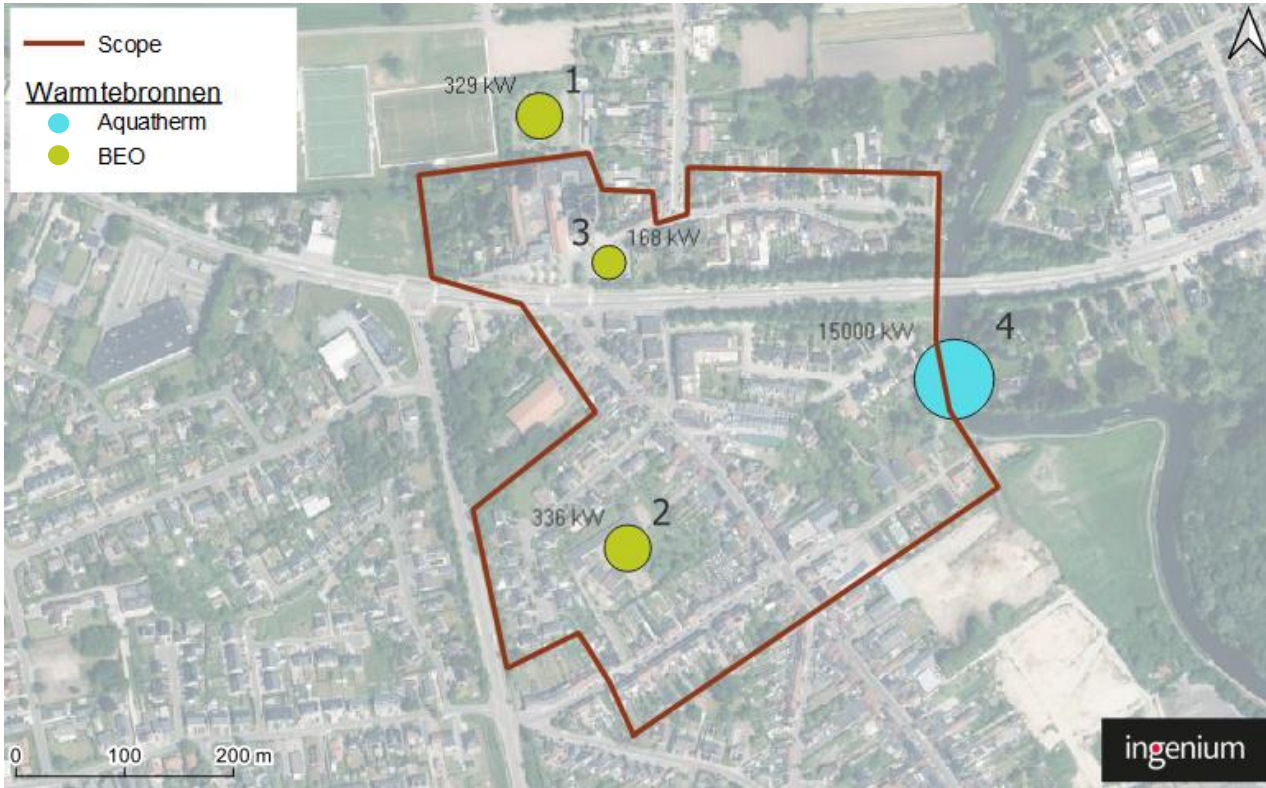 Scope
Warmtebronnen
Aquatherm
BEO
329 kW
1
3
168 kW
15000 kW
4
336 kW
2
0 100 200 m
ingenium